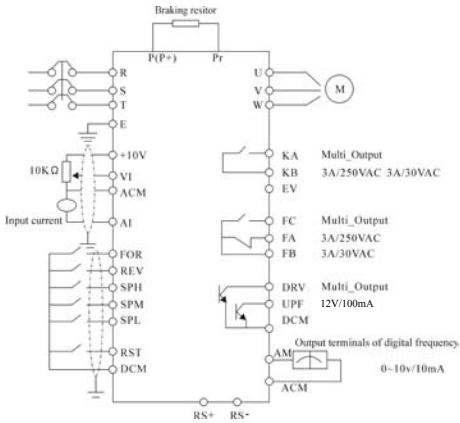 Braking resitor
P(P+) Pr
R U
S V M
T W
E
+10V
10KΩ
VI
ACM
Input current
AI
KA Multi_Output
KB 3A/250VAC 3A/30VAC
EV
FC Multi_Output
FA 3A/250VAC
FB 3A/30VAC
FOR
REV
SPH
SPM
SPL
RST
DCM
DRV Multi_Output
UPF 12V/100mA
DCM
Output terminals of digital frequency
AM
0~10v/10mA
ACM
RS+ RS-